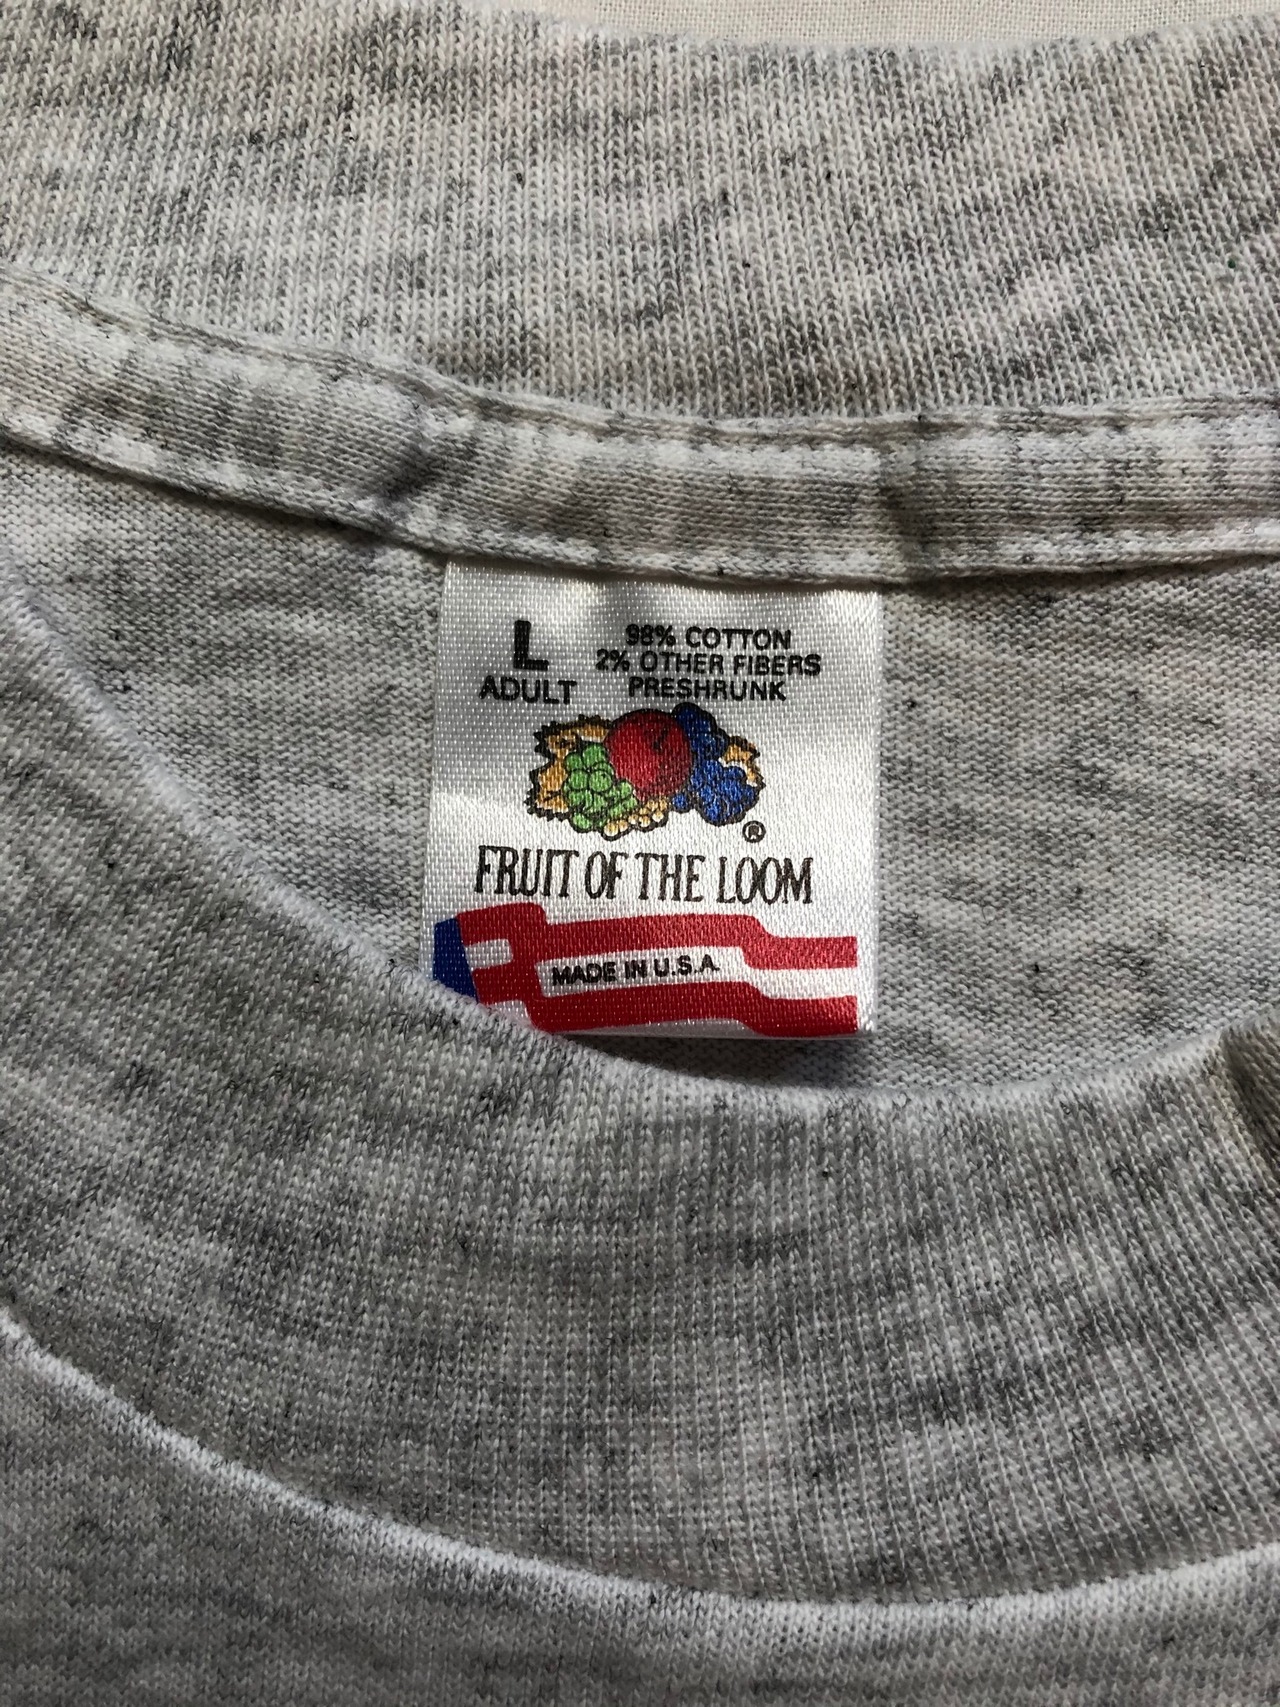 L
ADULT
98% COTTON
2% OTHER FIBERS
PRESHRUNK
®
FRUIT OF THE LOOM
MADE IN U.S.A.